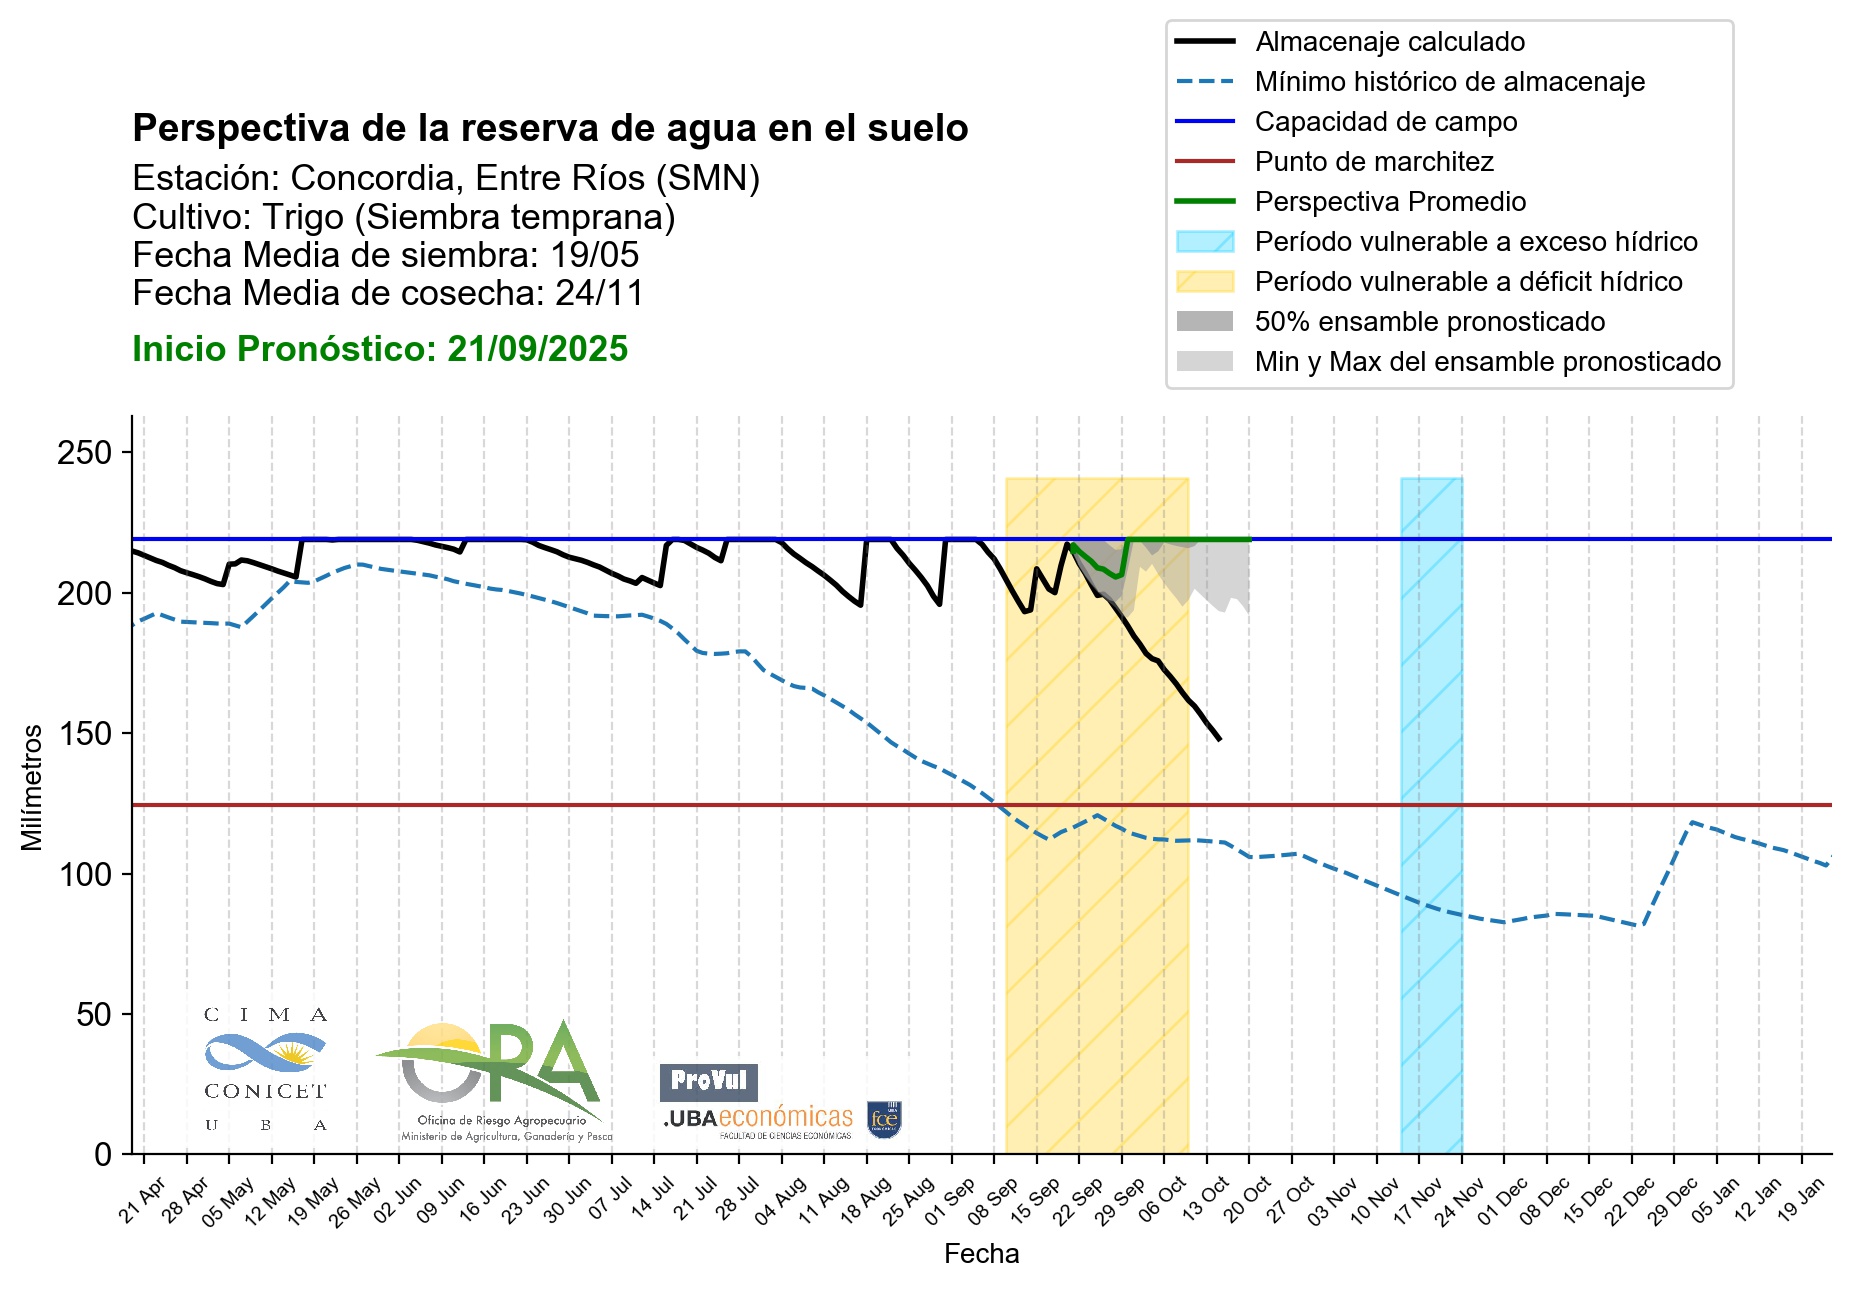 Almacenaje calculado
Mínimo histórico de almacenaje
Capacidad de campo
Punto de marchitez
Perspectiva Promedio
Período vulnerable a exceso hídrico
Período vulnerable a déficit hídrico
50% ensamble pronosticado
Min y Max del ensamble pronosticado
Perspectiva de la reserva de agua en el suelo
Estación: Concordia, Entre Ríos (SMN)
Cultivo: Trigo (Siembra temprana)
Fecha Media de siembra: 19/05
Fecha Media de cosecha: 24/11
Inicio Pronóstico: 21/09/2025
250
200
150
100
50
0
Milímetros
CIMA
CONICET
UBA
ORA
Oficina de Riesgo Agropecuario
Ministerio de Agricultura, Ganadería y Pesca
ProVul
.UBAeconómicas
FACULTAD DE CIENCIAS ECONÓMICAS
fce
21 Apr
28 Apr
05 May
12 May
19 May
26 May
02 Jun
09 Jun
16 Jun
23 Jun
30 Jun
07 Jul
14 Jul
21 Jul
28 Jul
04 Aug
11 Aug
18 Aug
25 Aug
01 Sep
08 Sep
15 Sep
22 Sep
29 Sep
06 Oct
13 Oct
20 Oct
27 Oct
03 Nov
10 Nov
17 Nov
24 Nov
01 Dec
08 Dec
15 Dec
22 Dec
29 Dec
05 Jan
12 Jan
19 Jan
Fecha